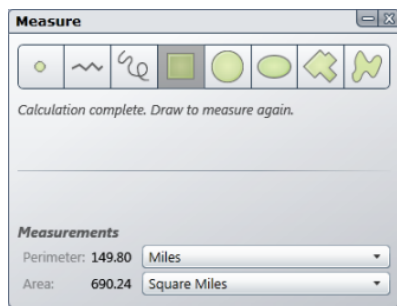 Measure
Calculation complete. Draw to measure again.
Measurements
Perimeter: 149.80 Miles
Area: 690.24 Square Miles